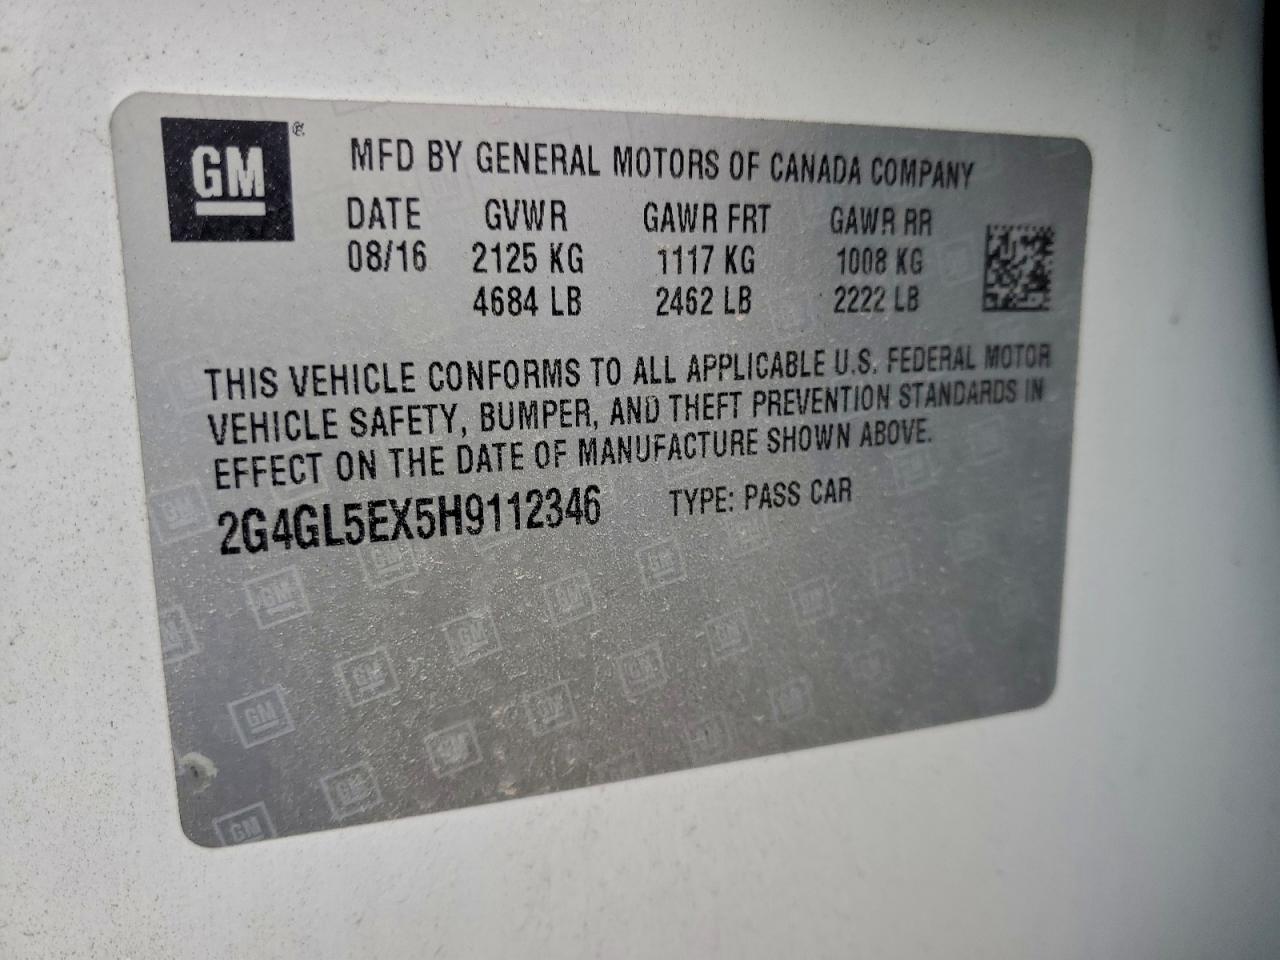 GM ®
MFD BY GENERAL MOTORS OF CANADA COMPANY
DATE GVWR GAWR FRT GAWR RR
08/16 2125 KG 1117 KG 1008 KG
4684 LB 2462 LB 2222 LB
THIS VEHICLE CONFORMS TO ALL APPLICABLE U.S. FEDERAL MOTOR
VEHICLE SAFETY, BUMPER, AND THEFT PREVENTION STANDARDS IN
EFFECT ON THE DATE OF MANUFACTURE SHOWN ABOVE.
2G4GL5EX5H9112346 TYPE: PASS CAR